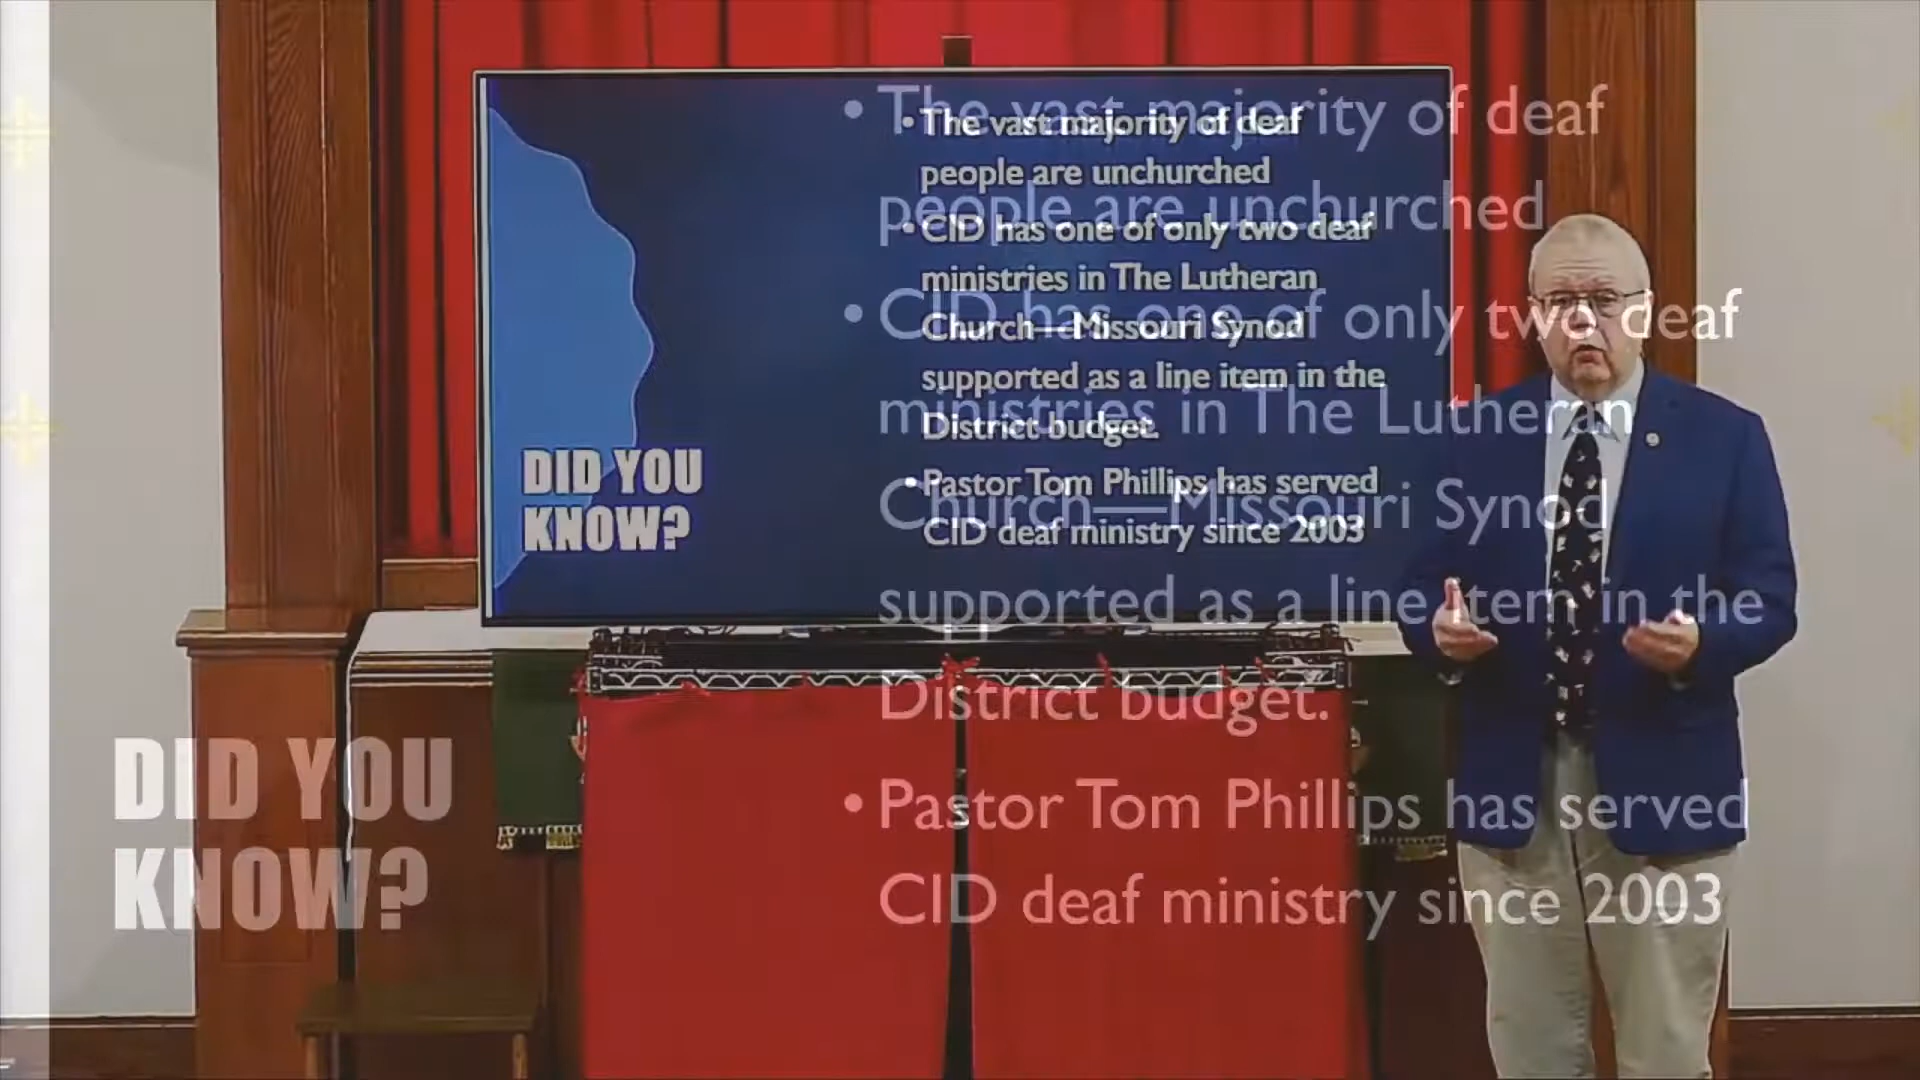 The vast majority of deaf
people are unchurched
CID has one of only two deaf
ministries in The Lutheran
Church—Missouri Synod
supported as a line item in the
District budget.
Pastor Tom Phillips has served
CID deaf ministry since 2003
DID YOU
KNOW?
The vast majority of deaf
people are unchurched
CID has one of only two deaf
ministries in The Lutheran
Church—Missouri Synod
supported as a line item in the
District budget.
Pastor Tom Phillips has served
CID deaf ministry since 2003
DID YOU
KNOW?